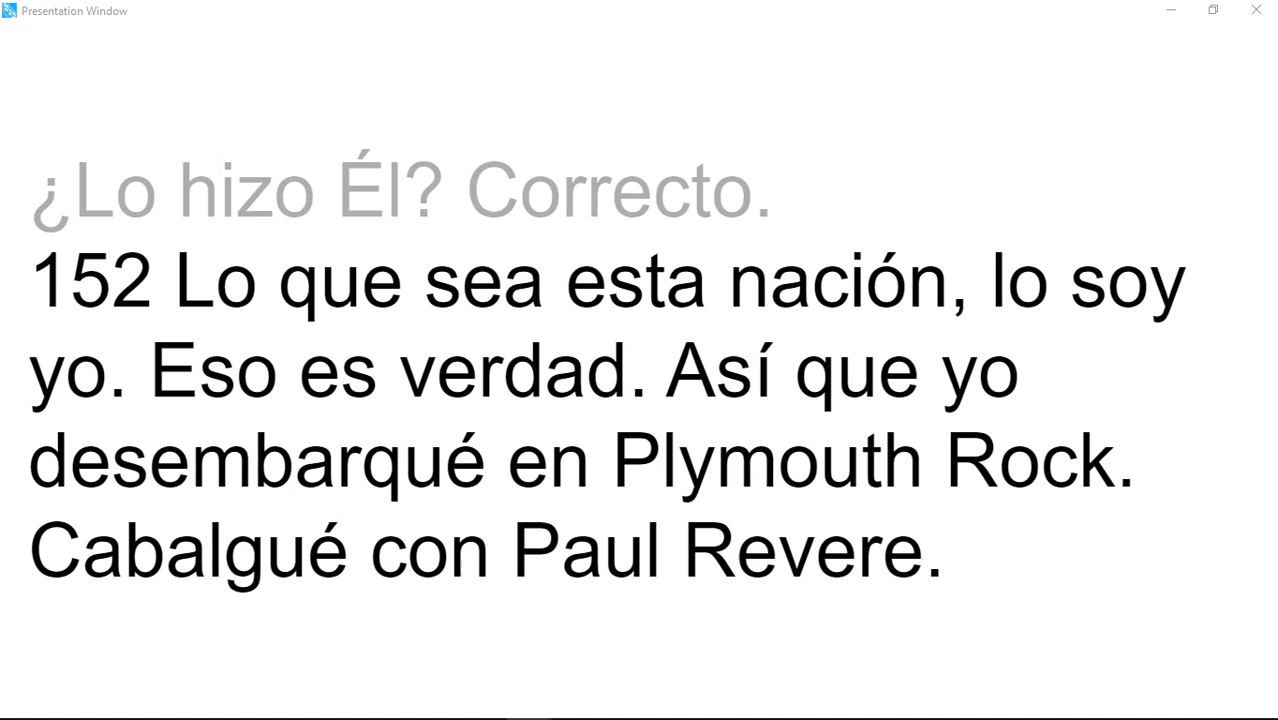 Presentation Window
¿Lo hizo Él? Correcto.
152 Lo que sea esta nación, lo soy
yo. Eso es verdad. Así que yo
desembarqué en Plymouth Rock.
Cabalgué con Paul Revere.